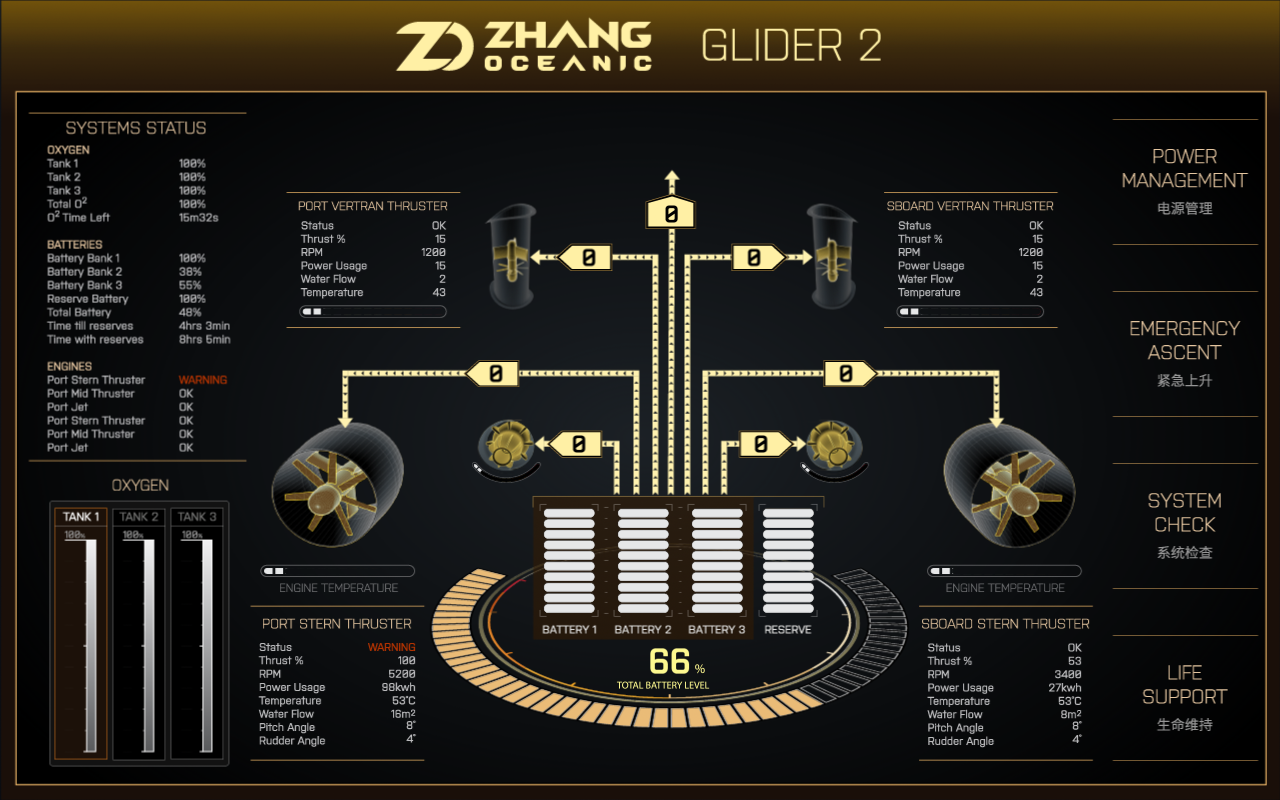 ZHANG
OCEANIC
GLIDER 2
SYSTEMS STATUS
OXYGEN
Tank 1 100%
Tank 2 100%
Tank 3 100%
Total O² 100%
O² Time Left 15m32s
BATTERIES
Battery Bank 1 100%
Battery Bank 2 38%
Battery Bank 3 55%
Reserve Battery 100%
Total Battery 48%
Time till reserves 4hrs 3min
Time with reserves 8hrs 5min
ENGINES
Port Stern Thruster WARNING
Port Mid Thruster OK
Port Jet OK
Port Stern Thruster OK
Port Mid Thruster OK
Port Jet OK
OXYGEN
TANK 1 TANK 2 TANK 3
100% 100% 100%
PORT VERTRAN THRUSTER
Status OK
Thrust % 15
RPM 1200
Power Usage 15
Water Flow 2
Temperature 43
0
0
0
SBOARD VERTRAN THRUSTER
Status OK
Thrust % 15
RPM 1200
Power Usage 15
Water Flow 2
Temperature 43
0
0
0
0
ENGINE TEMPERATURE
PORT STERN THRUSTER
Status WARNING
Thrust % 100
RPM 5200
Power Usage 98kwh
Temperature 53°C
Water Flow 16m²
Pitch Angle 8°
Rudder Angle 4°
BATTERY 1 BATTERY 2 BATTERY 3 RESERVE
66 %
TOTAL BATTERY LEVEL
ENGINE TEMPERATURE
SBOARD STERN THRUSTER
Status OK
Thrust % 53
RPM 3400
Power Usage 27kwh
Temperature 53°C
Water Flow 8m²
Pitch Angle 8°
Rudder Angle 4°
POWER
MANAGEMENT
电源管理
EMERGENCY
ASCENT
紧急上升
SYSTEM
CHECK
系统检查
LIFE
SUPPORT
生命维持